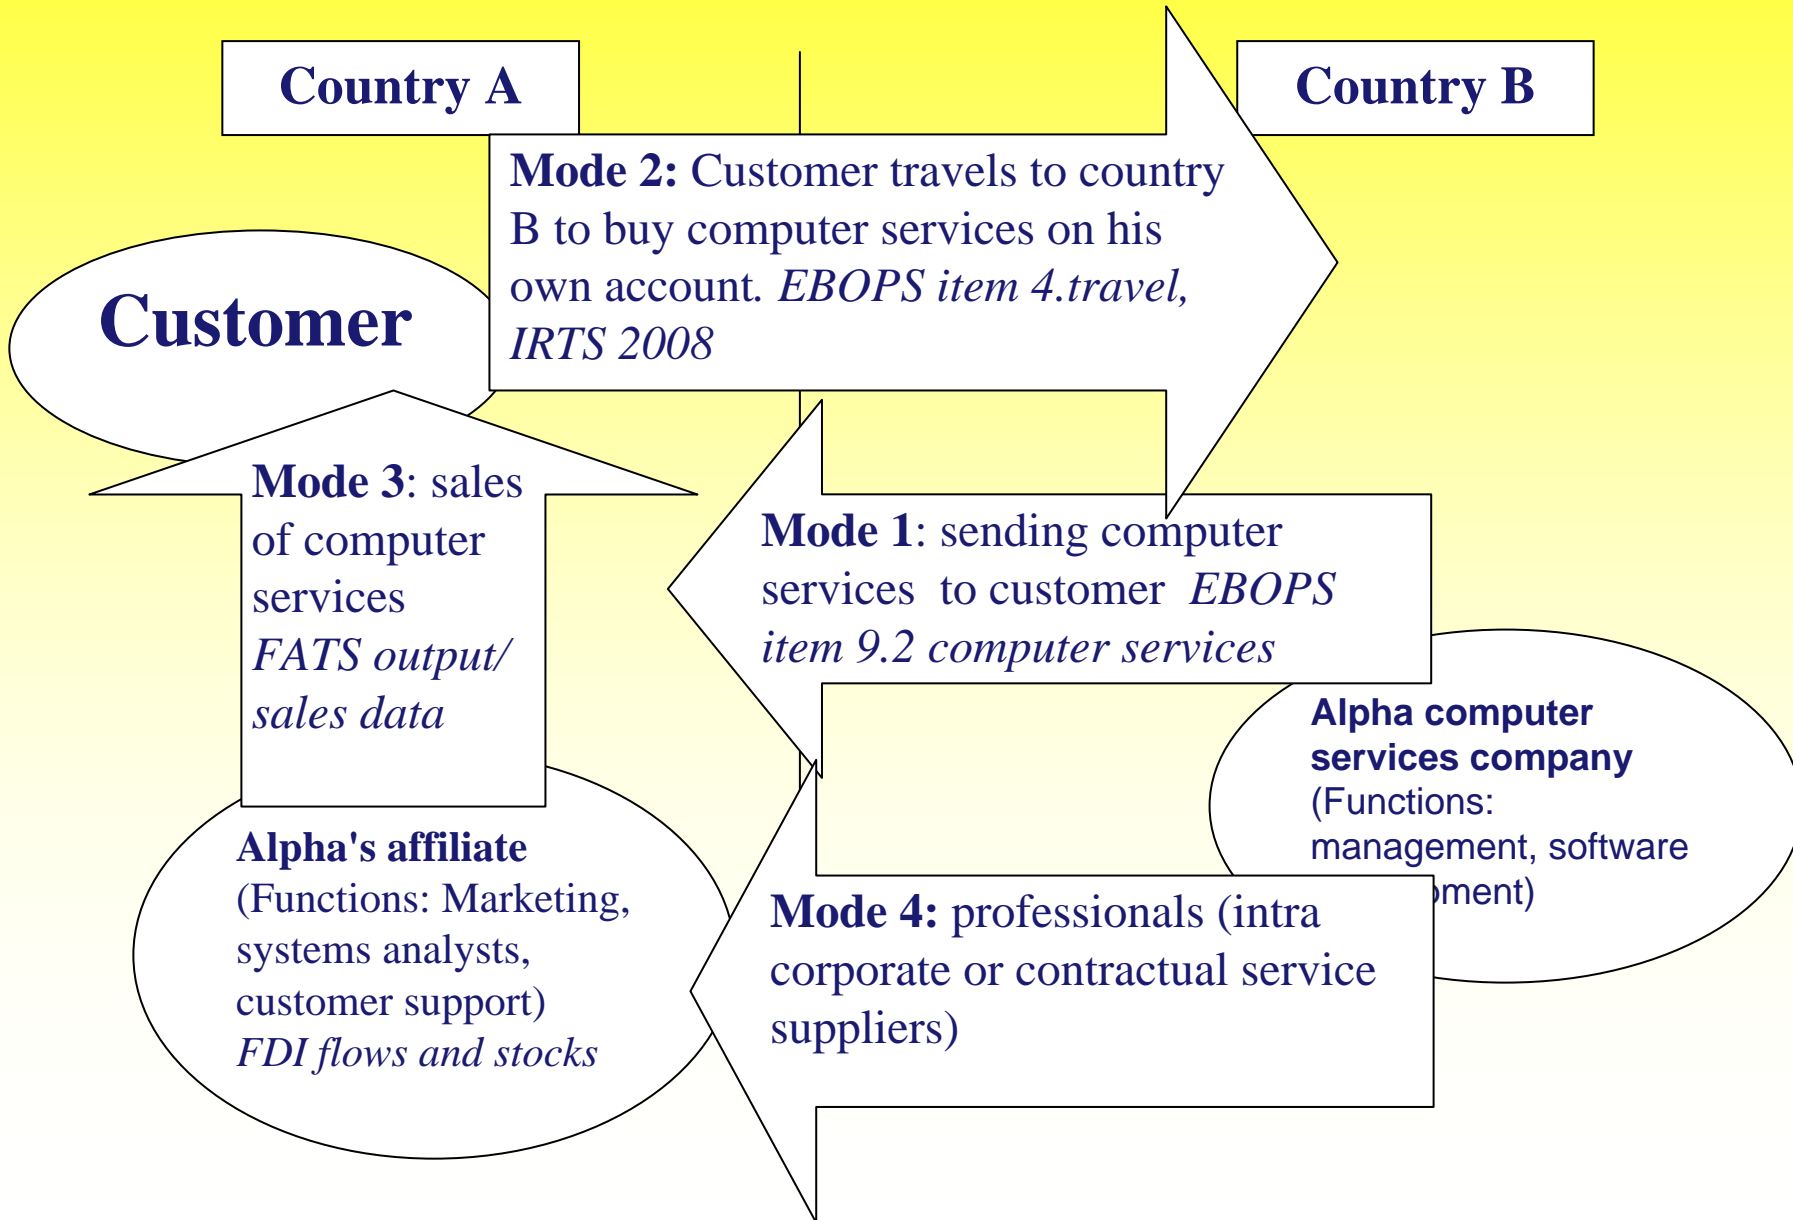 Country A
Country B
Mode 2: Customer travels to country
B to buy computer services on his
own account. EBOPS item 4.travel,
IRTS 2008
Customer
Mode 3: sales
of computer
services
FATS output/
sales data
Mode 1: sending computer
services to customer EBOPS
item 9.2 computer services
Alpha computer
services company
(Functions:
management, software
Alpha's affiliate
(Functions: Marketing,
systems analysts,
customer support)
FDI flows and stocks
Mode 4: professionals (intra
corporate or contractual service
suppliers)